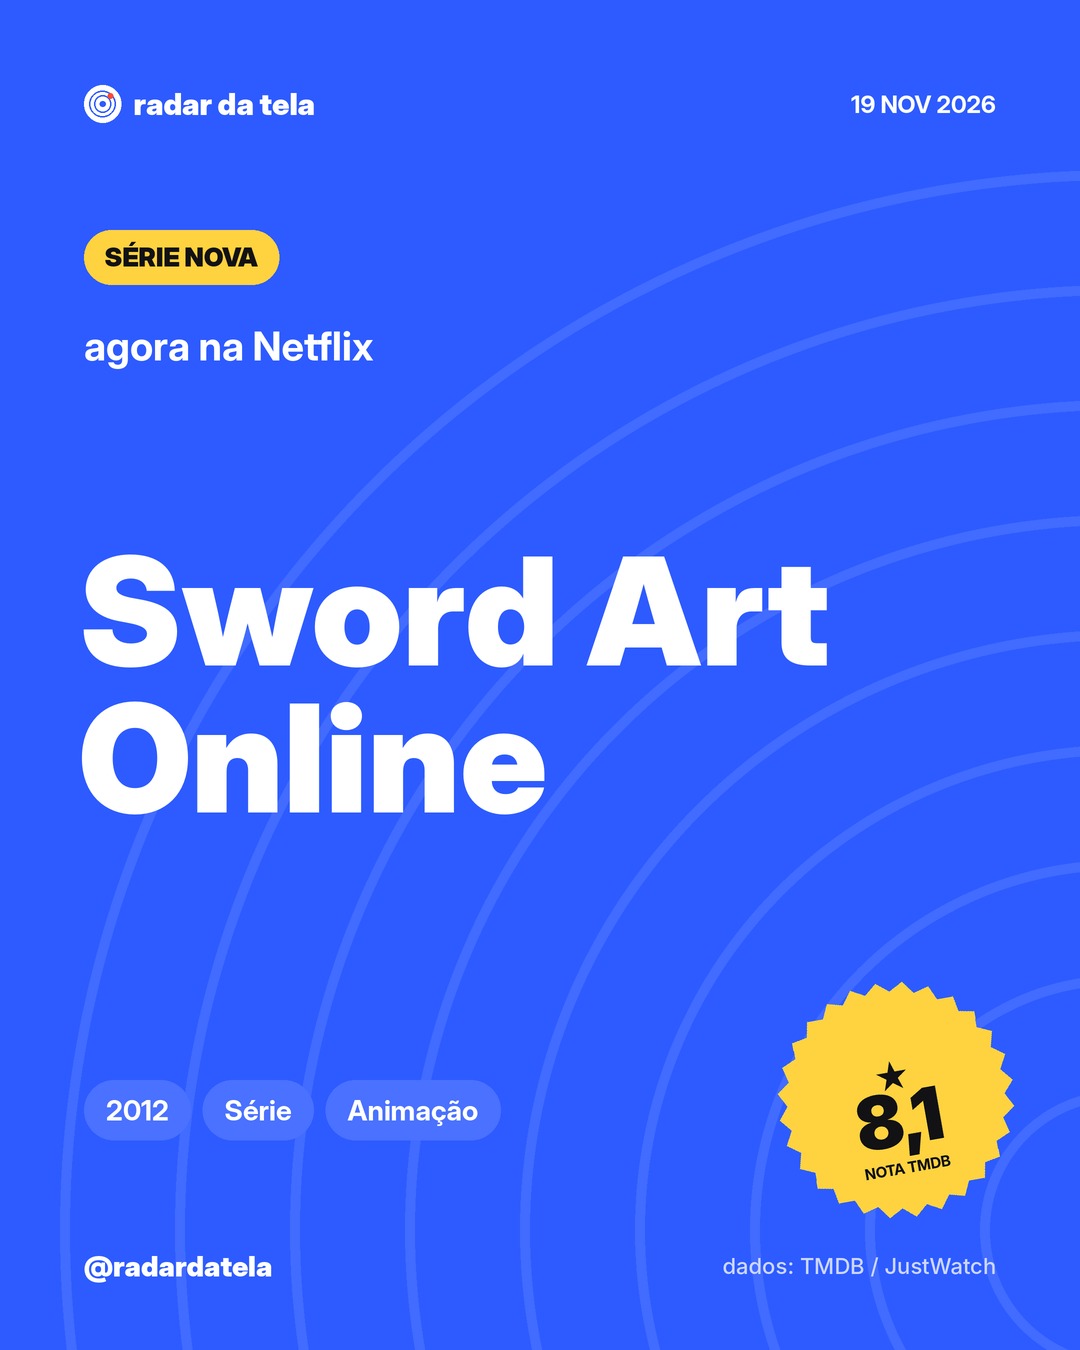 radar da tela
19 NOV 2026
SÉRIE NOVA
agora na Netflix
Sword Art
Online
2012
Série
Animação
★
8,1
NOTA TMDB
@radardatela
dados: TMDB / JustWatch